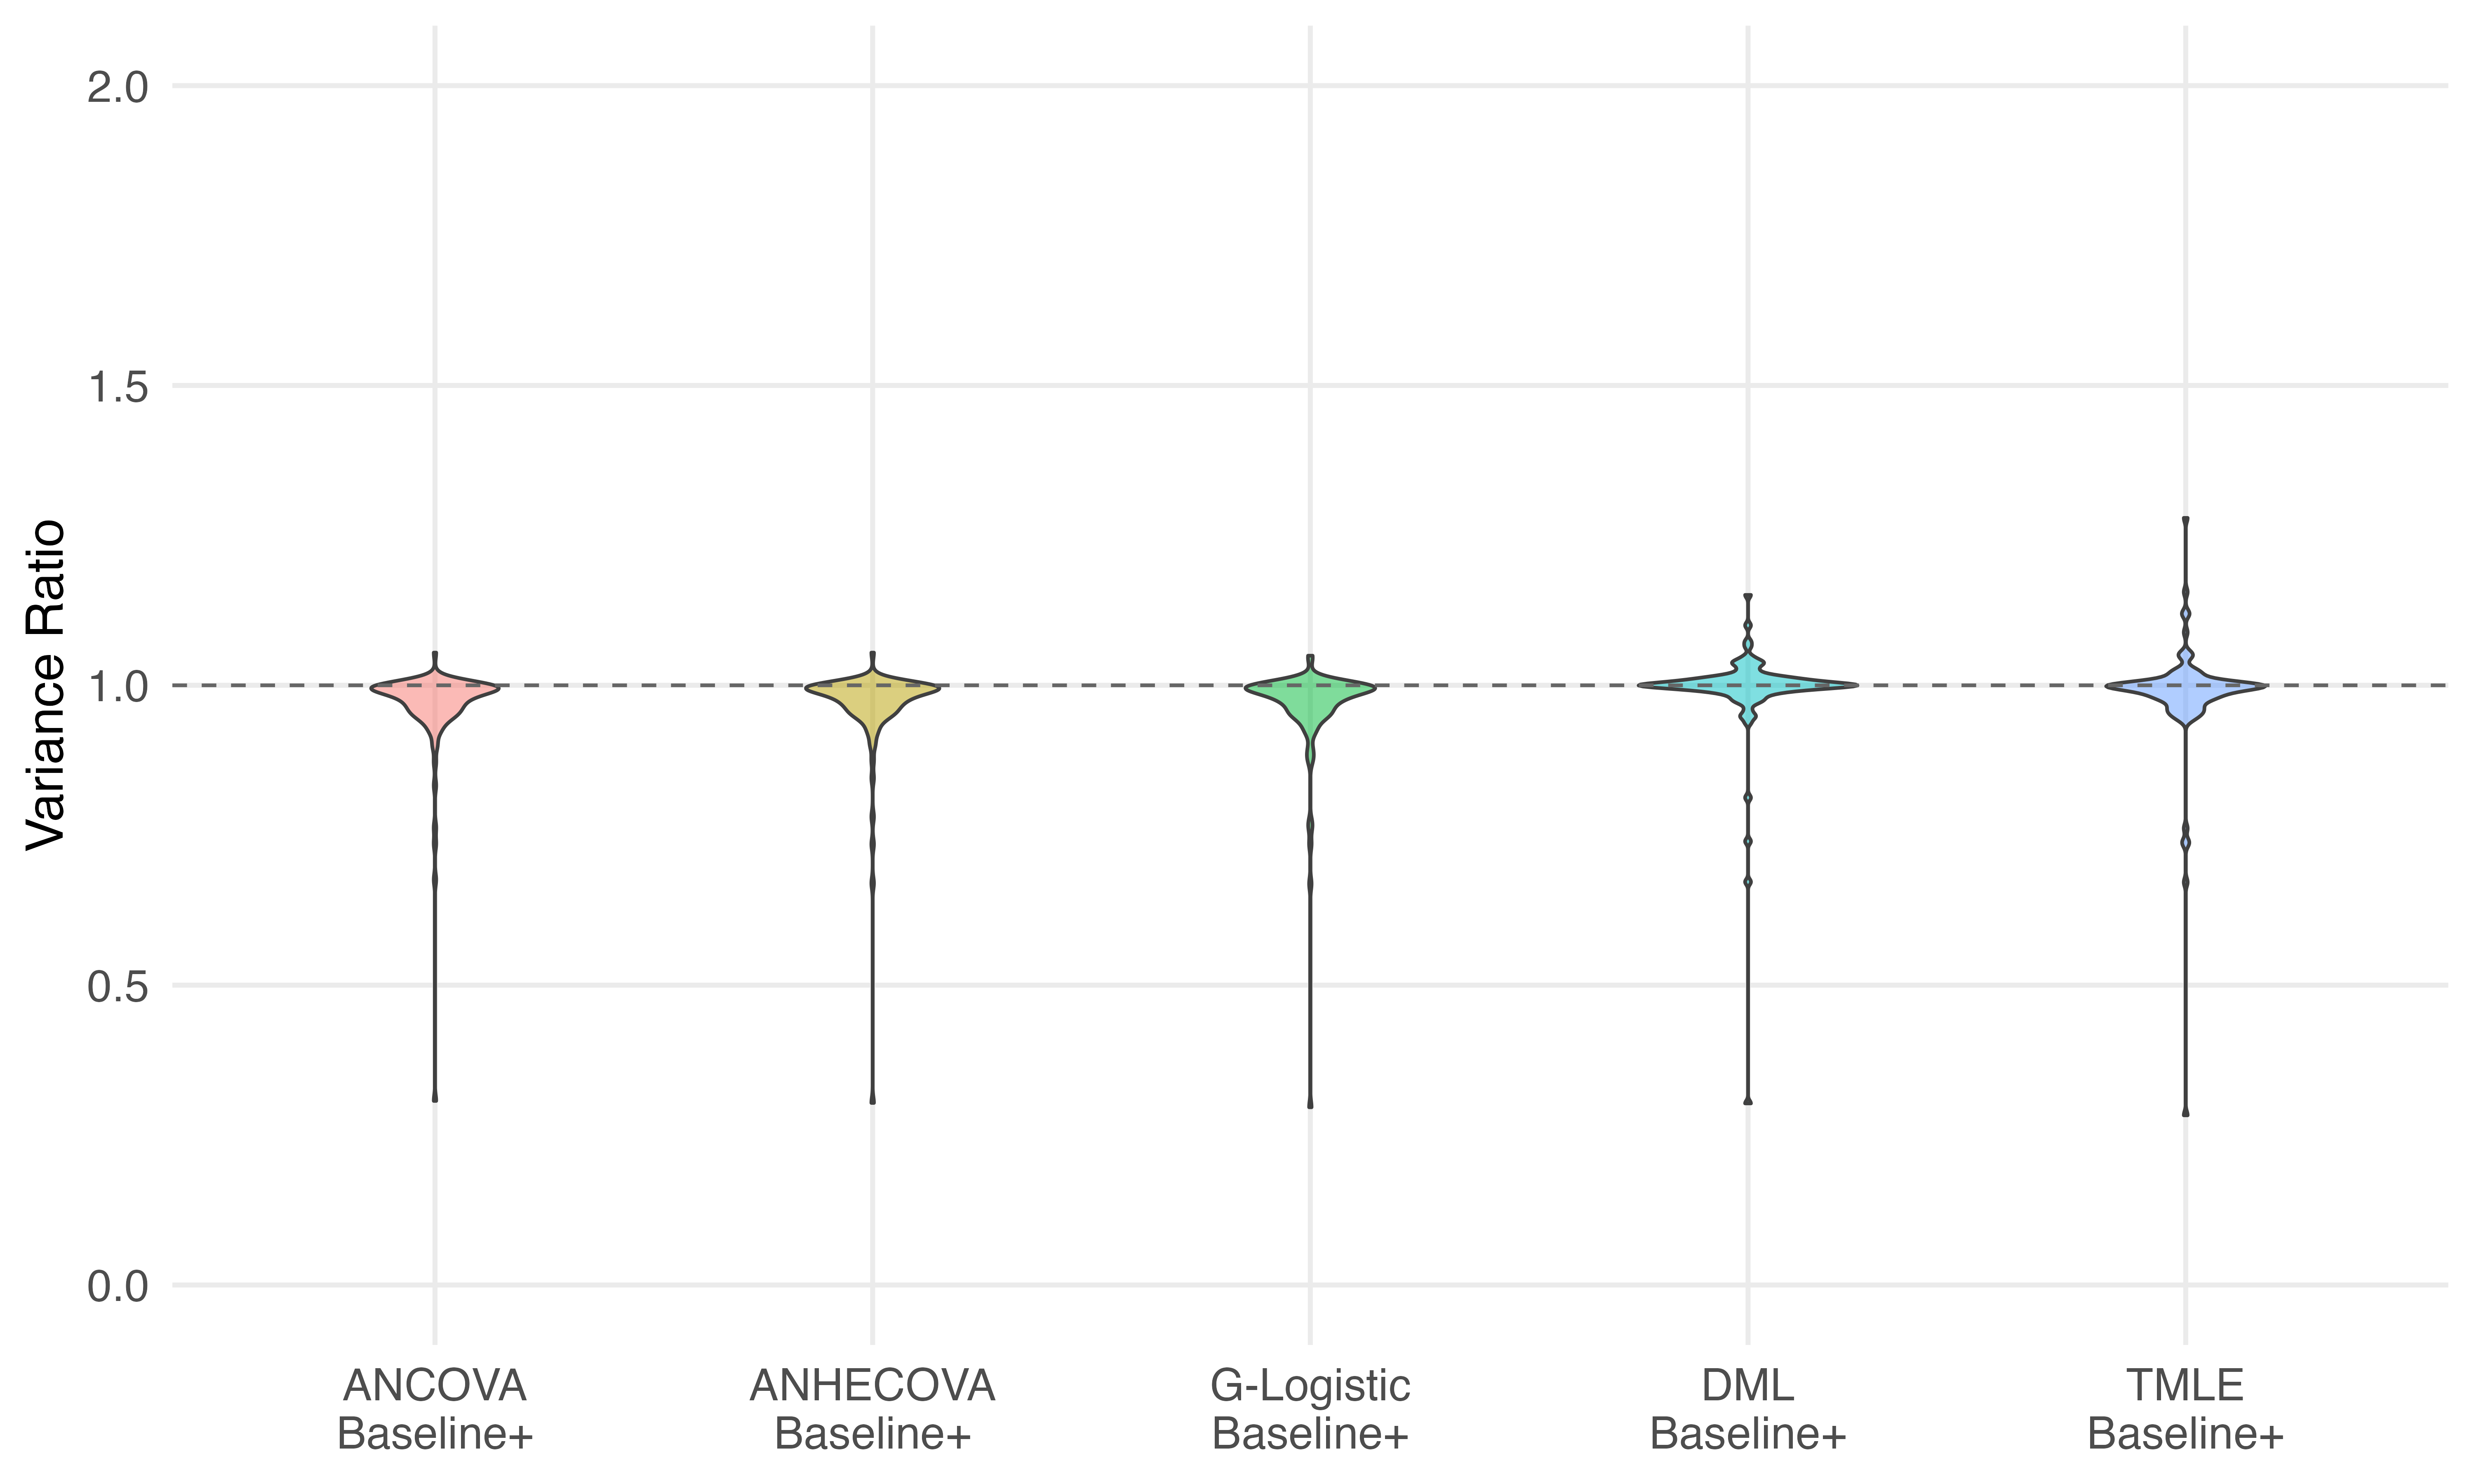 Variance Ratio
2.0
1.5
1.0
0.5
0.0
ANCOVA
Baseline+
ANHECOVA
Baseline+
G-Logistic
Baseline+
DML
Baseline+
TMLE
Baseline+